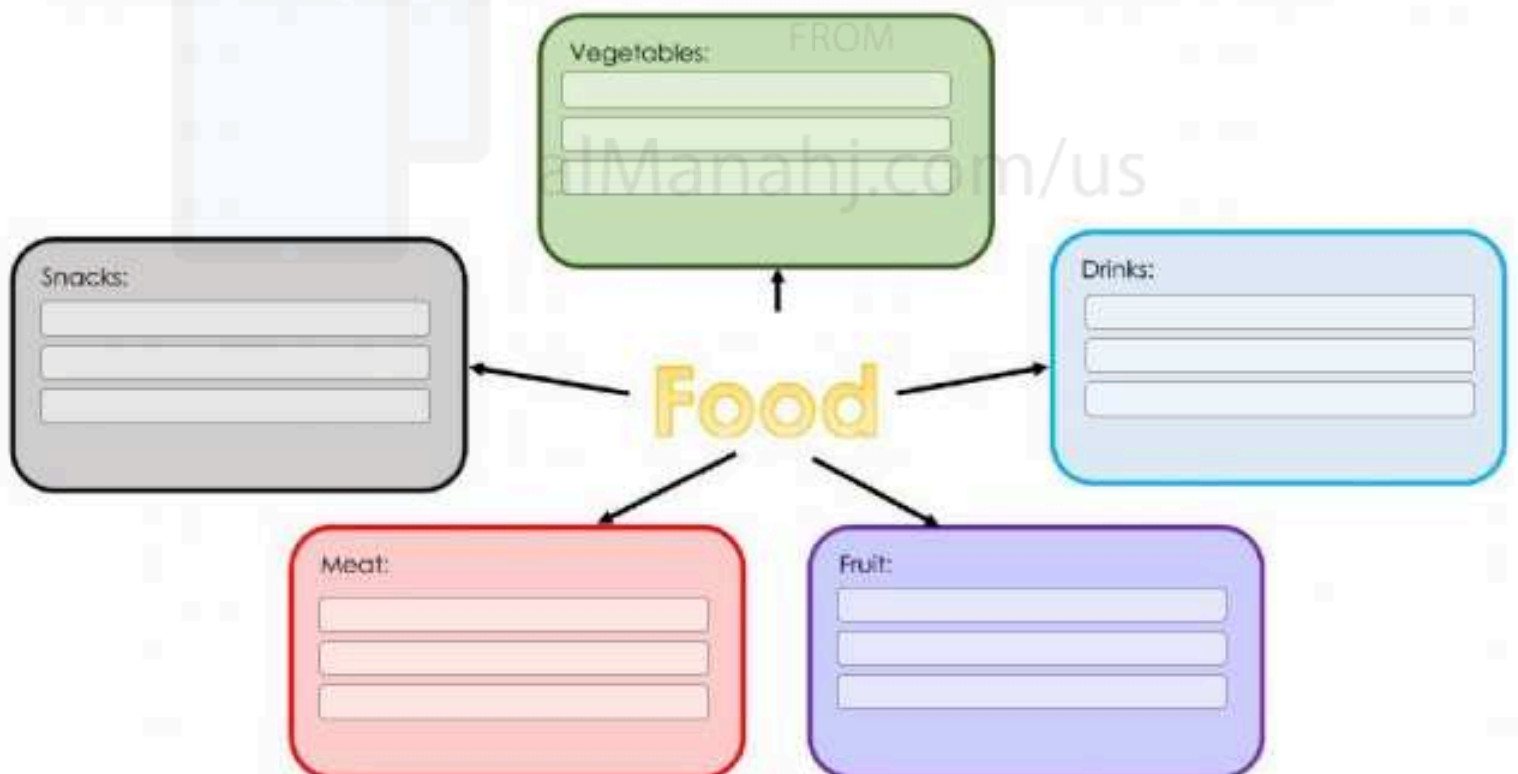 FROM
Vegetables:
alManahj.com/us
Snacks:
Drinks:
Food
Meat:
Fruit: